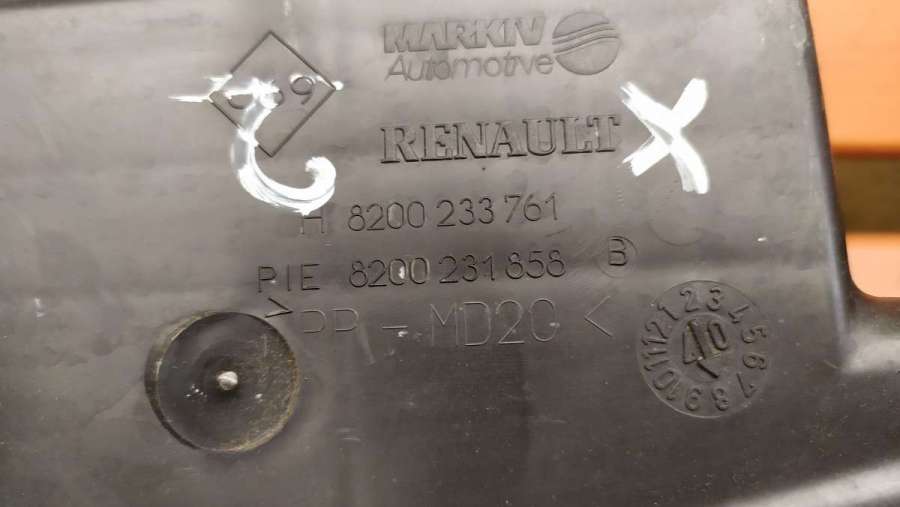 MARKIV
Automotive
RENAULT X
H 8200 233 761
PIE 8200 231 858 B
>PP-MD20<
1 2 3 4 5 6 7 8 9 10 11 12